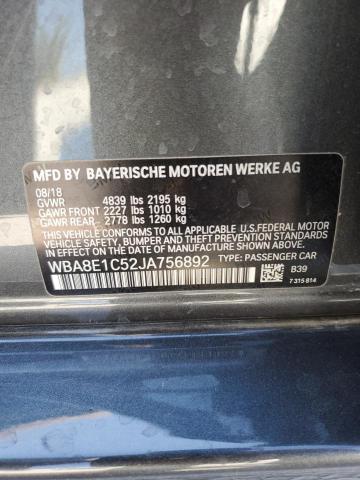 MFD BY BAYERISCHE MOTOREN WERKE AG
08/18
GVWR 4839 lbs 2195 kg
GAWR FRONT 2227 lbs 1010 kg
GAWR REAR 2778 lbs 1260 kg
THIS VEHICLE CONFORMS TO ALL APPLICABLE U.S. FEDERAL MOTOR
VEHICLE SAFETY, BUMPER, AND THEFT PREVENTION STANDARDS
IN EFFECT ON THE DATE OF MANUFACTURE SHOWN ABOVE.
WBA8E1C52JA756892 TYPE: PASSENGER CAR
B39
7 315 814